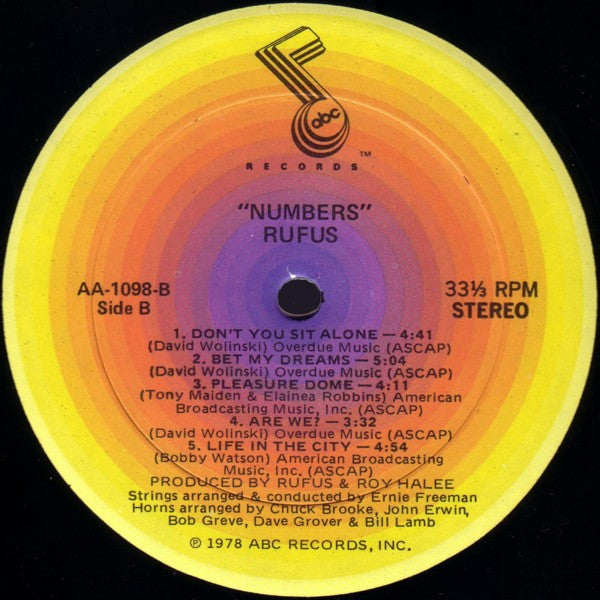 abc
RECORDS ™
"NUMBERS"
RUFUS
AA-1098-B
Side B
33⅓ RPM
STEREO
1. DON'T YOU SIT ALONE — 4:41
(David Wolinski) Overdue Music (ASCAP)
2. BET MY DREAMS — 5:04
(David Wolinski) Overdue Music (ASCAP)
3. PLEASURE DOME — 4:11
(Tony Maiden & Elainea Robbins) American
Broadcasting Music, Inc. (ASCAP)
4. ARE WE? — 3:32
(David Wolinski) Overdue Music (ASCAP)
5. LIFE IN THE CITY — 4:54
(Bobby Watson) American Broadcasting
Music, Inc. (ASCAP)
PRODUCED BY RUFUS & ROY HALEE
Strings arranged & conducted by Ernie Freeman
Horns arranged by Chuck Brooke, John Erwin,
Bob Greve, Dave Grover & Bill Lamb
℗ 1978 ABC RECORDS, INC.